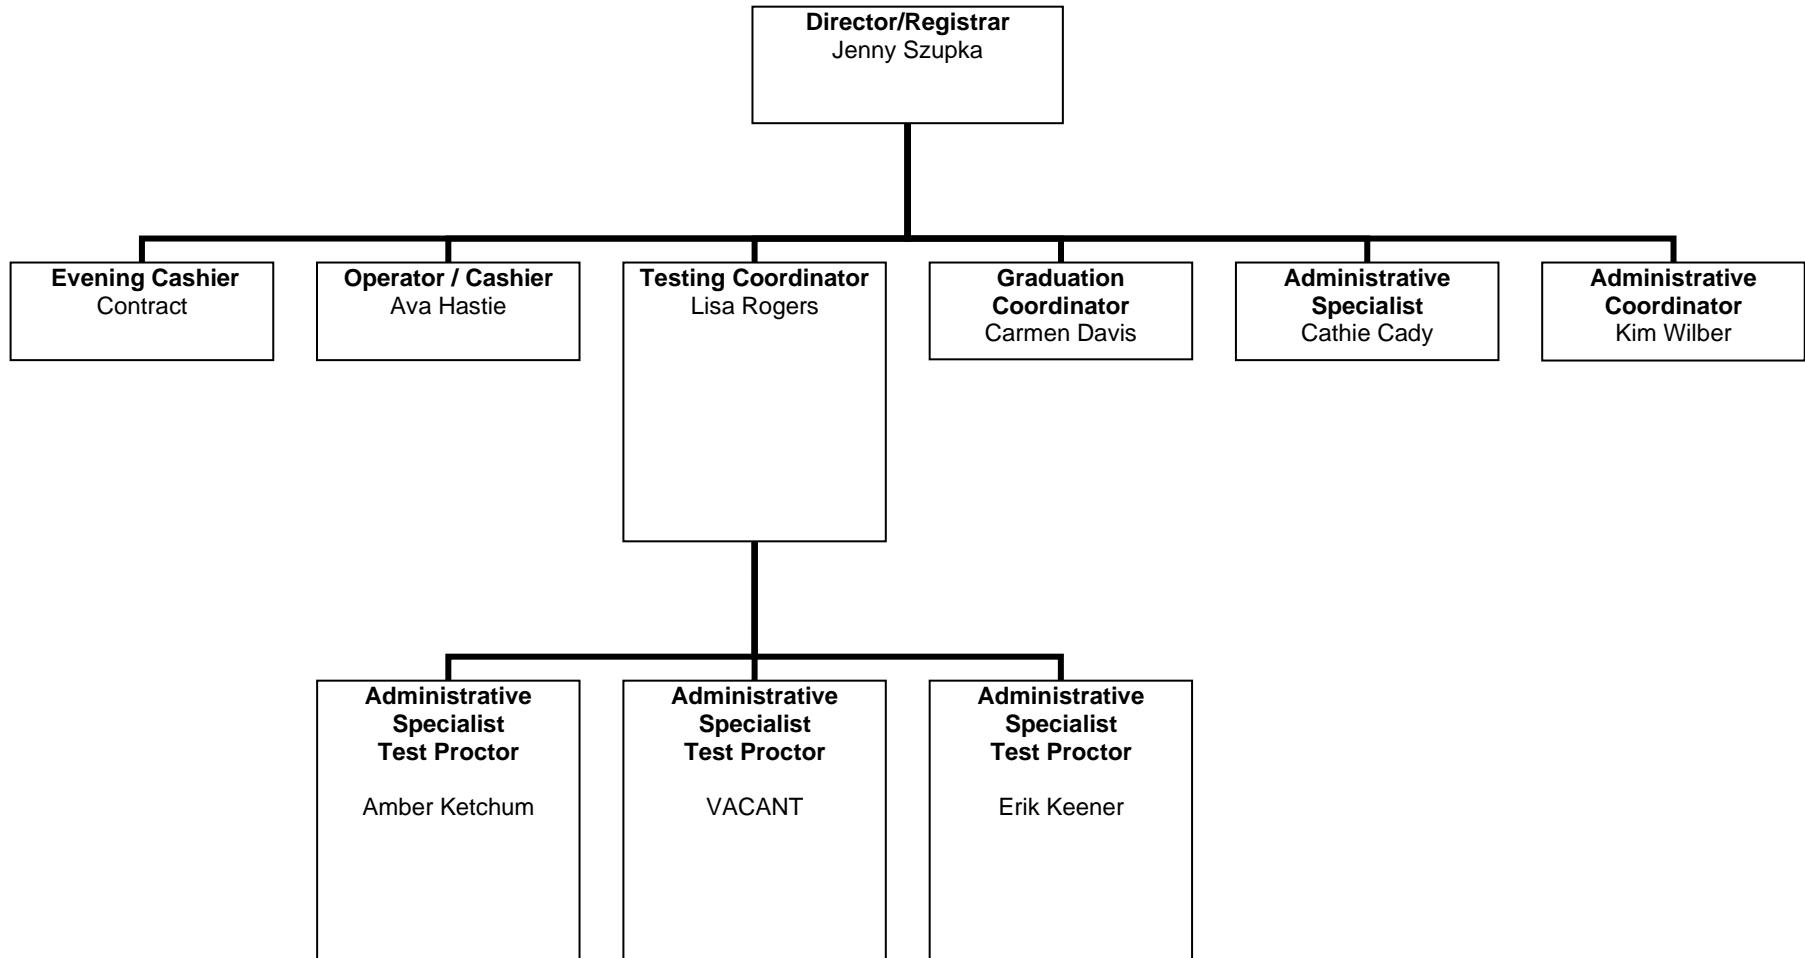 Director/Registrar
Jenny Szupka
Evening Cashier
Contract
Operator / Cashier
Ava Hastie
Testing Coordinator
Lisa Rogers
Graduation
Coordinator
Carmen Davis
Administrative
Specialist
Cathie Cady
Administrative
Coordinator
Kim Wilber
Administrative
Specialist
Test Proctor
Amber Ketchum
Administrative
Specialist
Test Proctor
VACANT
Administrative
Specialist
Test Proctor
Erik Keener